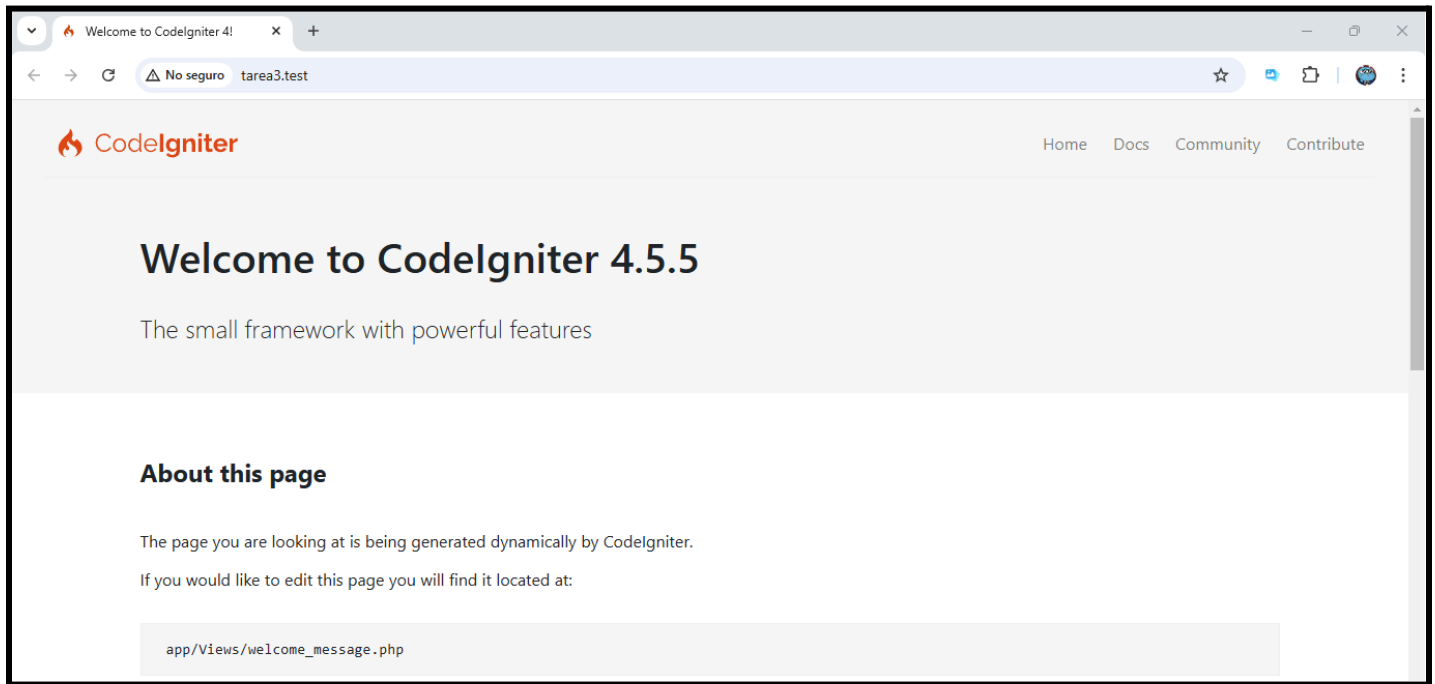 Welcome to CodeIgniter 4!
No seguro tarea3.test
CodeIgniter
Home Docs Community Contribute
Welcome to CodeIgniter 4.5.5
The small framework with powerful features
About this page
The page you are looking at is being generated dynamically by CodeIgniter.
If you would like to edit this page you will find it located at:
app/Views/welcome_message.php